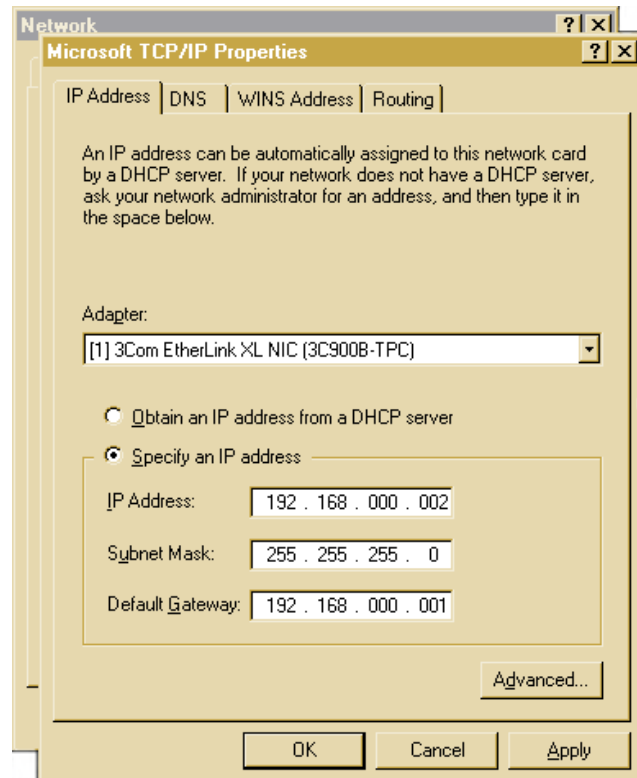 Network
Microsoft TCP/IP Properties
IP Address DNS WINS Address Routing
An IP address can be automatically assigned to this network card
by a DHCP server. If your network does not have a DHCP server,
ask your network administrator for an address, and then type it in
the space below.
Adapter:
[1] 3Com EtherLink XL NIC (3C900B-TPC)
Obtain an IP address from a DHCP server
Specify an IP address
IP Address: 192 . 168 . 000 . 002
Subnet Mask: 255 . 255 . 255 . 0
Default Gateway: 192 . 168 . 000 . 001
Advanced...
OK Cancel Apply